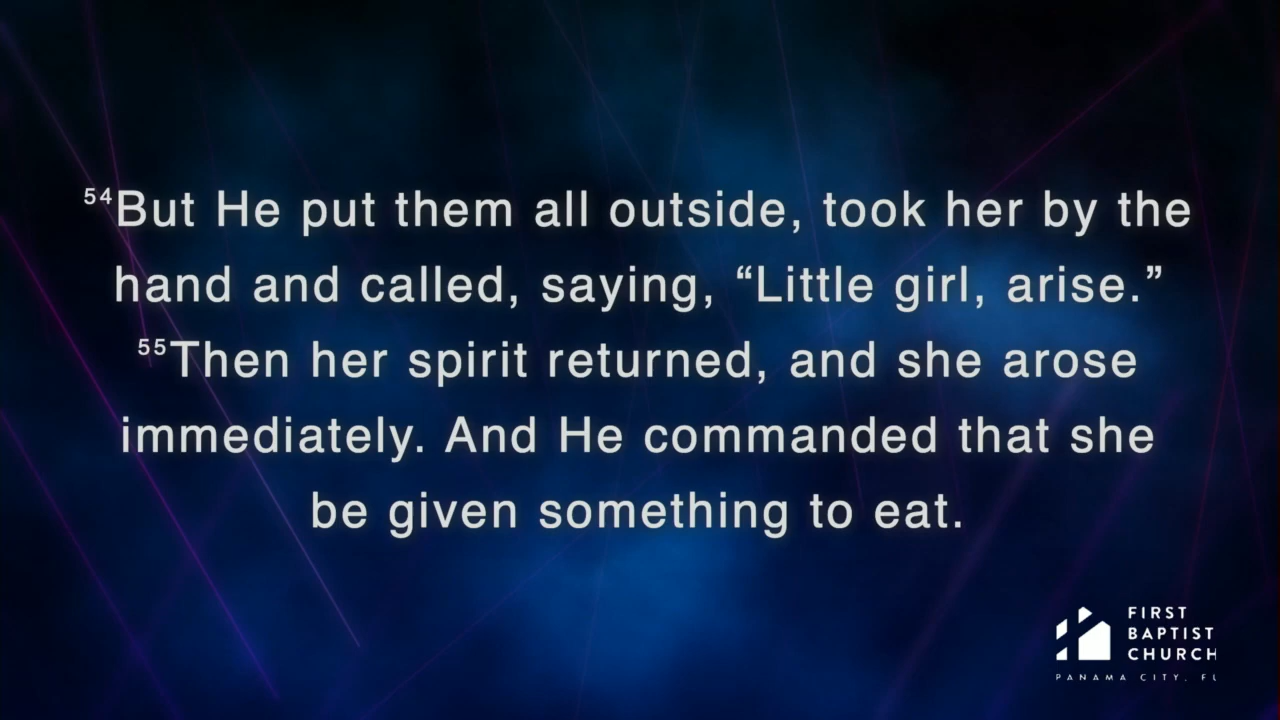 54But He put them all outside, took her by the
hand and called, saying, “Little girl, arise.”
55Then her spirit returned, and she arose
immediately. And He commanded that she
be given something to eat.
FIRST
BAPTIST
CHURCH
PANAMA CITY, FL